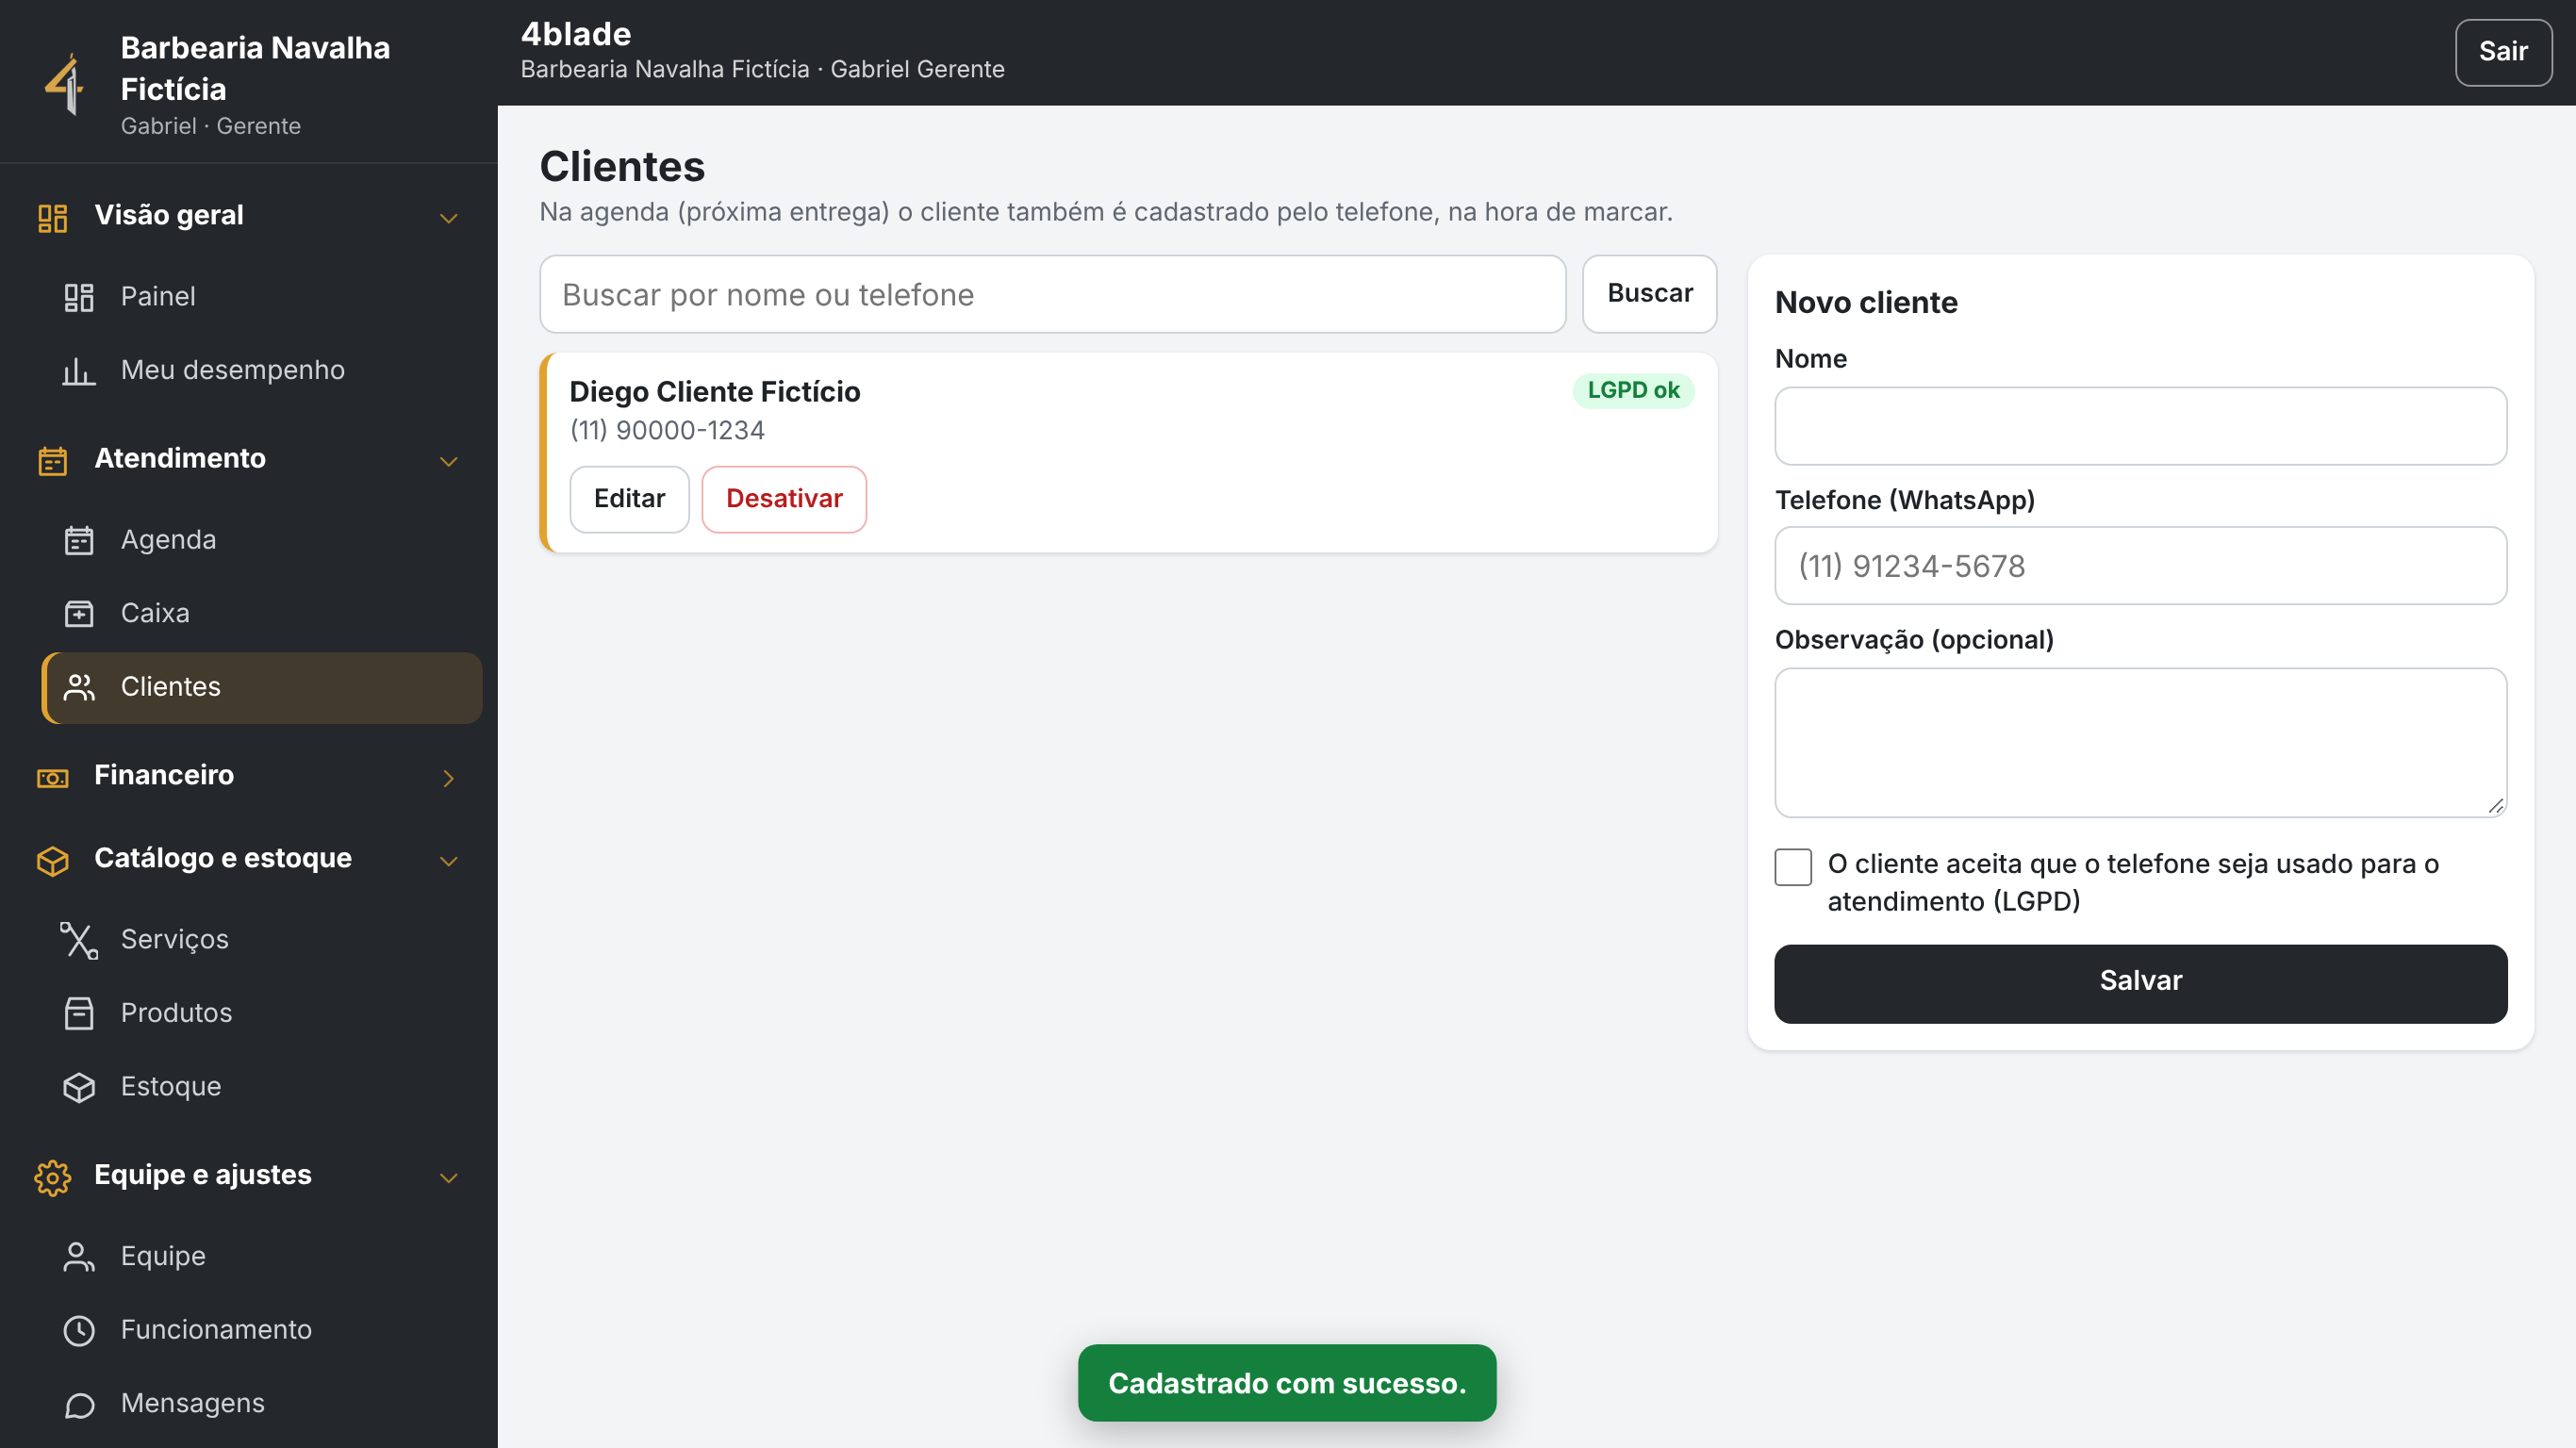 Barbearia Navalha
Fictícia
Gabriel · Gerente
Visão geral
Painel
Meu desempenho
Atendimento
Agenda
Caixa
Clientes
Financeiro
Catálogo e estoque
Serviços
Produtos
Estoque
Equipe e ajustes
Equipe
Funcionamento
Mensagens
4blade
Barbearia Navalha Fictícia · Gabriel Gerente
Sair
Clientes
Na agenda (próxima entrega) o cliente também é cadastrado pelo telefone, na hora de marcar.
Buscar por nome ou telefone
Buscar
Diego Cliente Fictício
LGPD ok
(11) 90000-1234
Editar
Desativar
Novo cliente
Nome
Telefone (WhatsApp)
(11) 91234-5678
Observação (opcional)
O cliente aceita que o telefone seja usado para o
atendimento (LGPD)
Salvar
Cadastrado com sucesso.